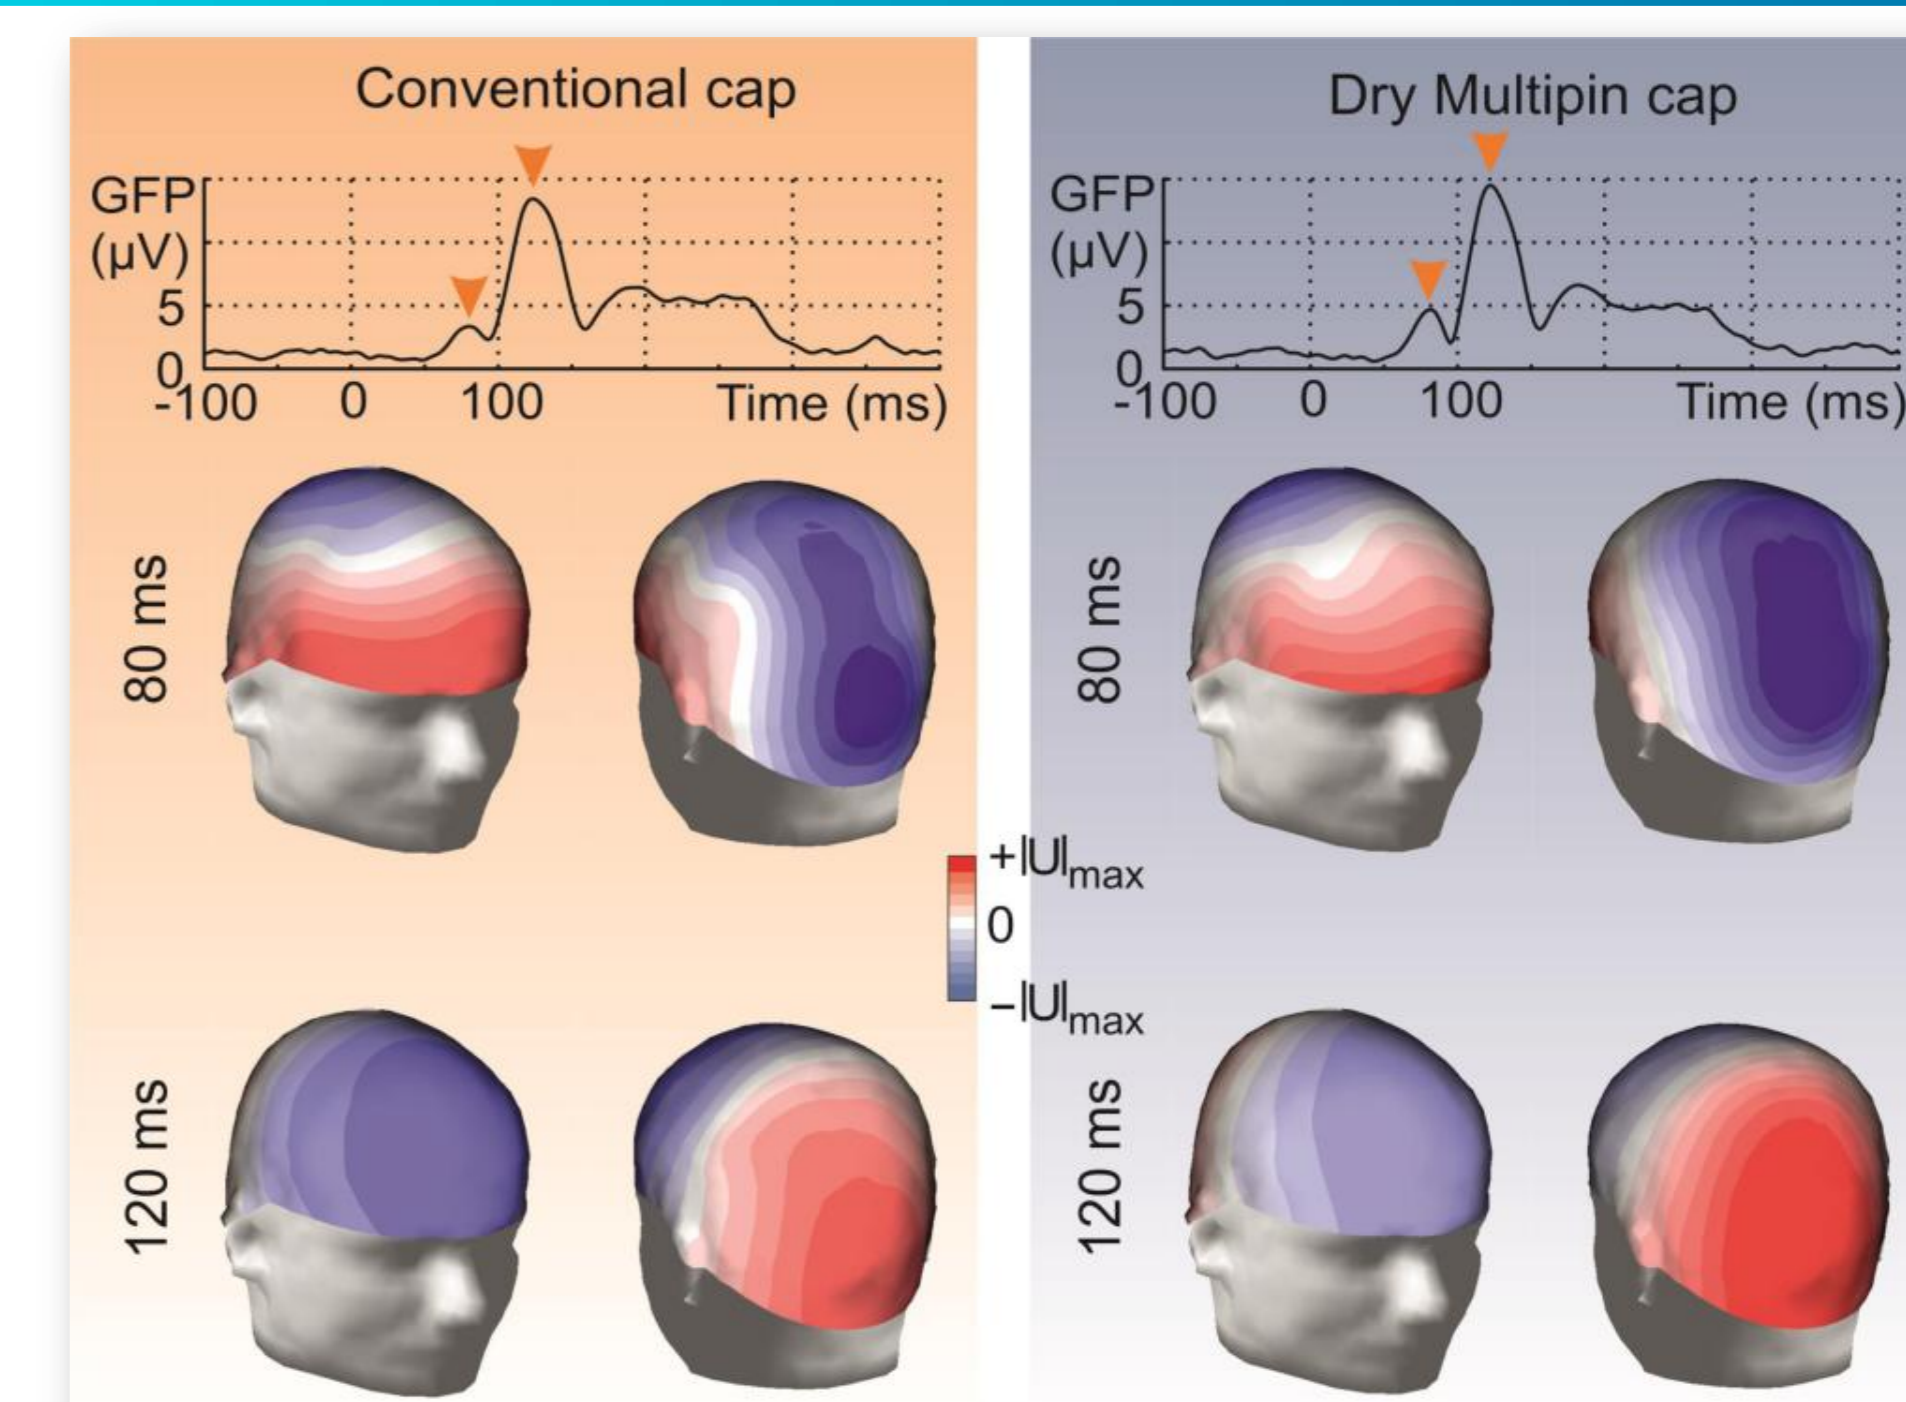 Conventional cap
GFP
(µV)
5
0
-100 0 100 Time (ms)
80 ms
120 ms
+|U|max
0
–|U|max
Dry Multipin cap
GFP
(µV)
5
0
-100 0 100 Time (ms)
80 ms
120 ms